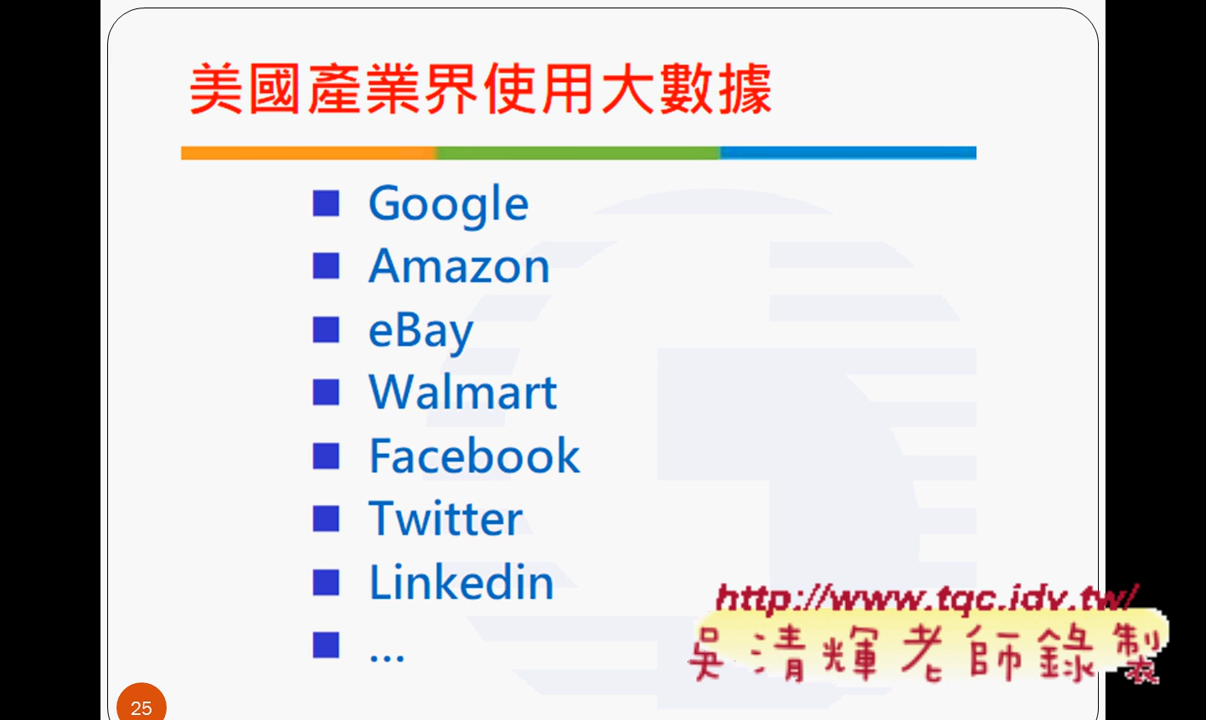 美國產業界使用大數據
Google
Amazon
eBay
Walmart
Facebook
Twitter
Linkedin
...
http://www.tqc.idv.tw/
吳清輝老師錄製
25